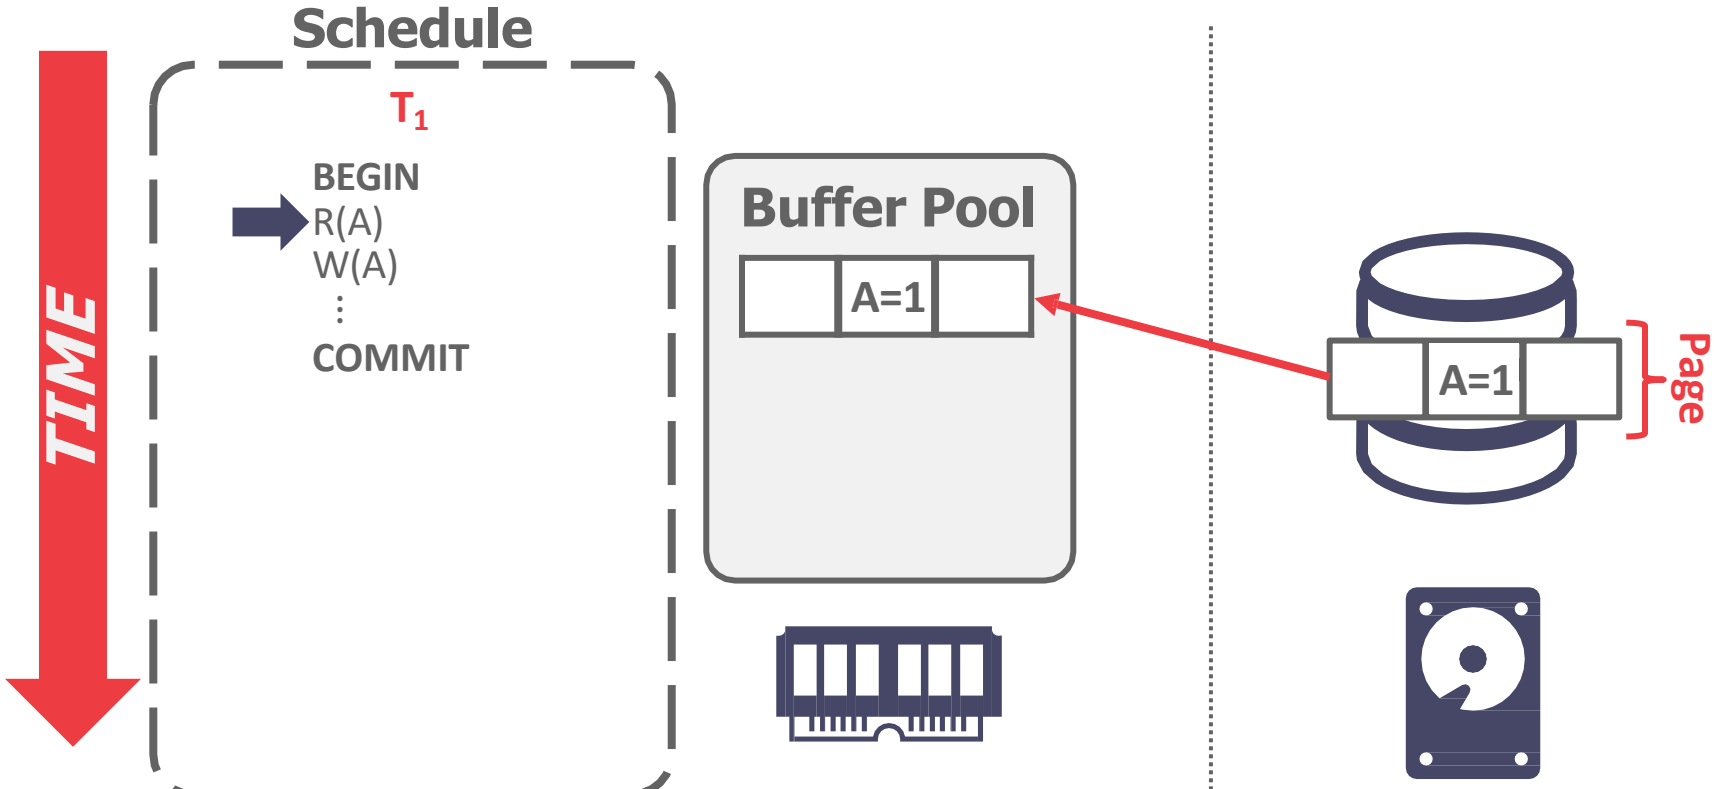 Schedule
TIME
T₁
BEGIN
R(A)
W(A)
⋮
COMMIT
Buffer Pool
A=1
A=1
Page